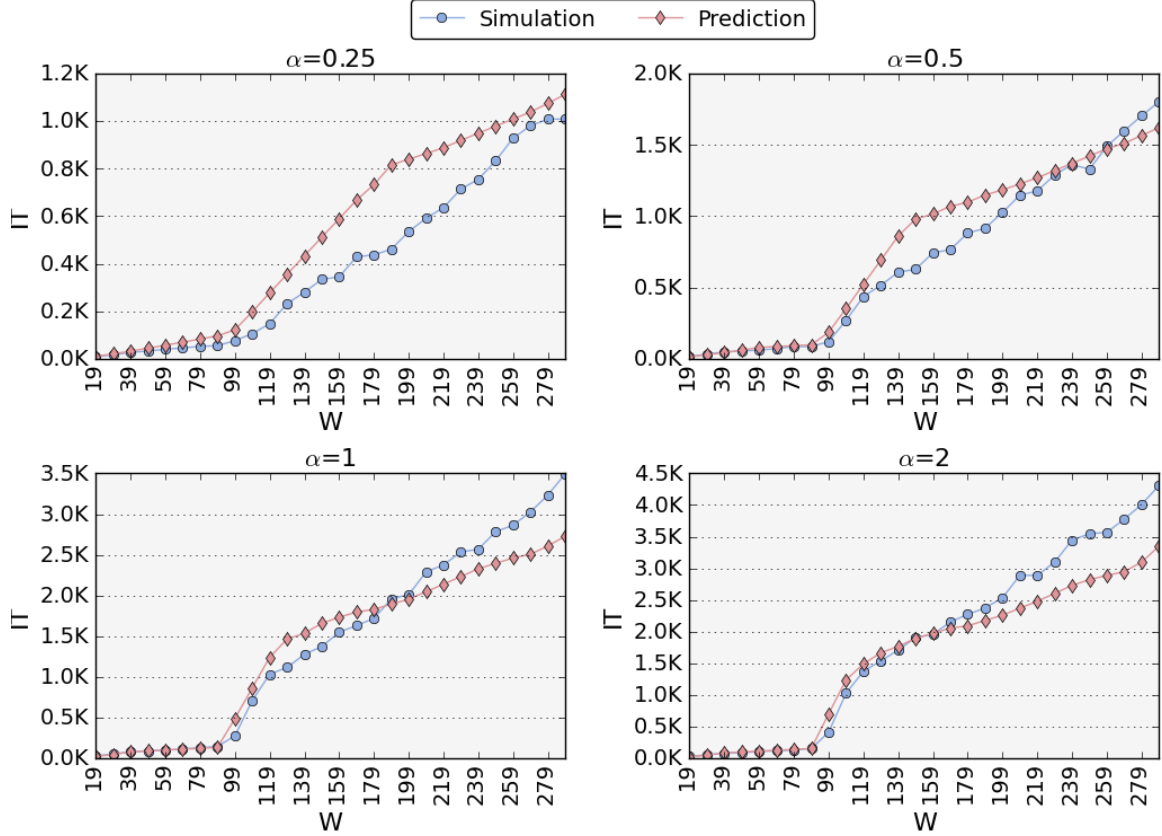 Simulation Prediction
α=0.25
1.2K
1.0K
0.8K
0.6K
0.4K
0.2K
0.0K
IT
19 39 59 79 99 119 139 159 179 199 219 239 259 279
W
α=0.5
2.0K
1.5K
1.0K
0.5K
0.0K
IT
19 39 59 79 99 119 139 159 179 199 219 239 259 279
W
α=1
3.5K
3.0K
2.5K
2.0K
1.5K
1.0K
0.5K
0.0K
IT
19 39 59 79 99 119 139 159 179 199 219 239 259 279
W
α=2
4.5K
4.0K
3.5K
3.0K
2.5K
2.0K
1.5K
1.0K
0.5K
0.0K
IT
19 39 59 79 99 119 139 159 179 199 219 239 259 279
W